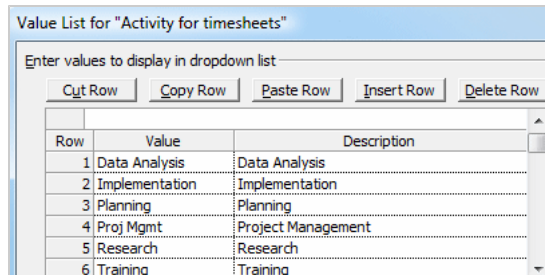 Value List for "Activity for timesheets"
Enter values to display in dropdown list
Cut Row Copy Row Paste Row Insert Row Delete Row
Row Value Description
1 Data Analysis Data Analysis
2 Implementation Implementation
3 Planning Planning
4 Proj Mgmt Project Management
5 Research Research
6 Training Training